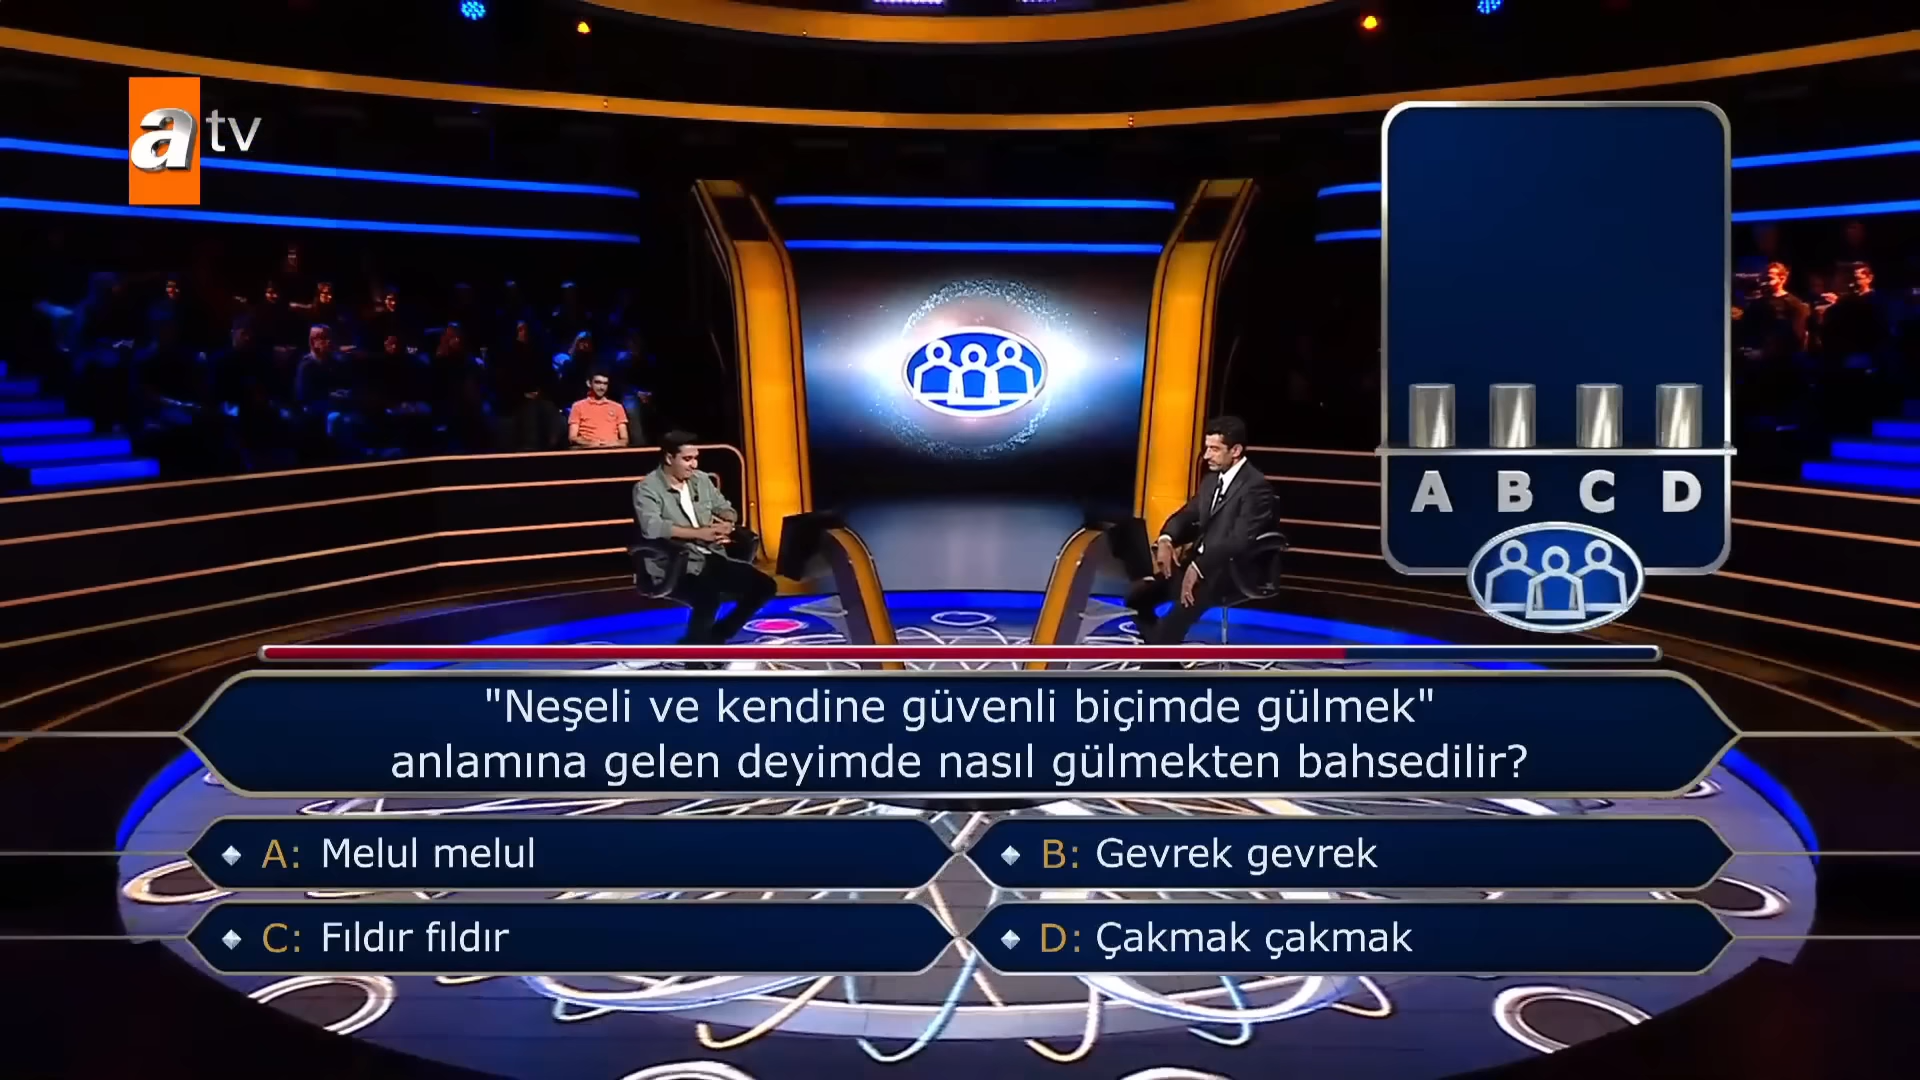 a tv
A B C D
"Neşeli ve kendine güvenli biçimde gülmek"
anlamına gelen deyimde nasıl gülmekten bahsedilir?
A: Melul melul
B: Gevrek gevrek
C: Fıldır fıldır
D: Çakmak çakmak